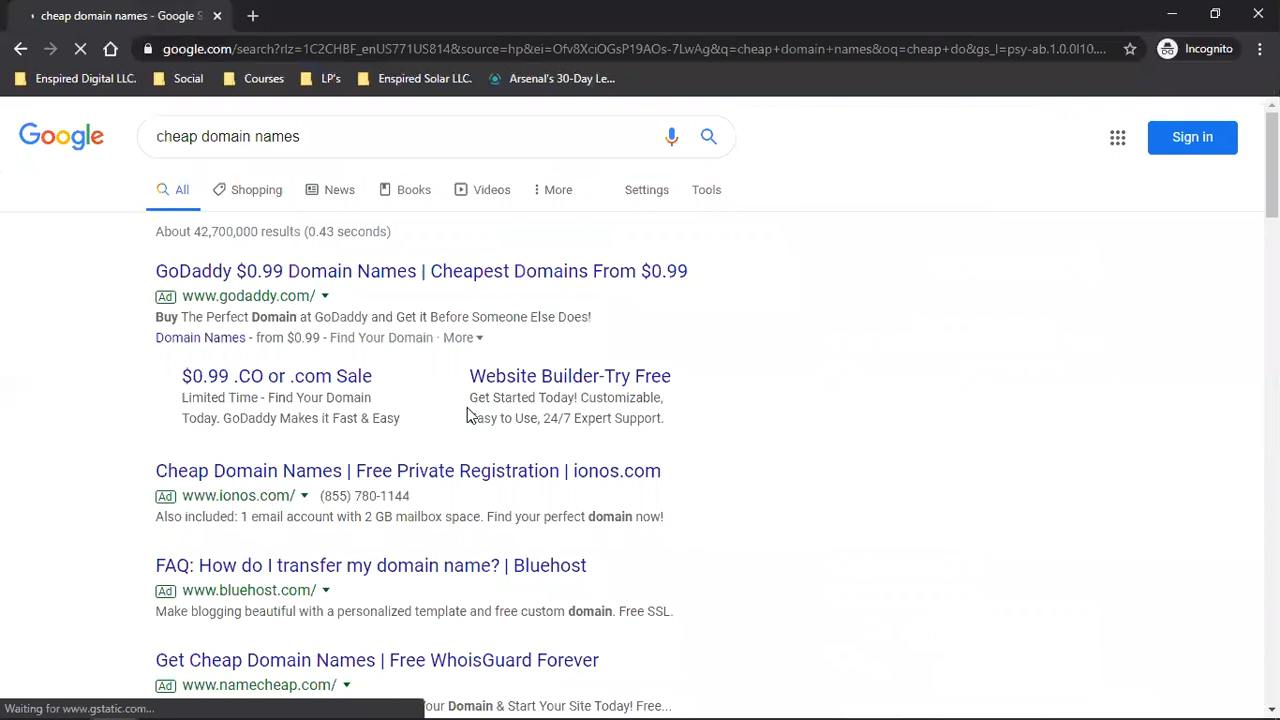 cheap domain names - Google S
google.com/search?rlz=1C2CHBF_enUS771US814&source=hp&ei=Ofv8XciOGsP19AOs-7LwAg&q=cheap+domain+names&oq=cheap+do&gs_l=psy-ab.1.0.0l10....
Incognito
Enspired Digital LLC.
Social
Courses
LP's
Enspired Solar LLC.
Arsenal's 30-Day Le...
Google
cheap domain names
Sign in
All
Shopping
News
Books
Videos
More
Settings
Tools
About 42,700,000 results (0.43 seconds)
GoDaddy $0.99 Domain Names | Cheapest Domains From $0.99
Ad www.godaddy.com/
Buy The Perfect Domain at GoDaddy and Get it Before Someone Else Does!
Domain Names - from $0.99 - Find Your Domain · More
$0.99 .CO or .com Sale
Limited Time - Find Your Domain
Today. GoDaddy Makes it Fast & Easy
Website Builder-Try Free
Get Started Today! Customizable,
Easy to Use, 24/7 Expert Support.
Cheap Domain Names | Free Private Registration | ionos.com
Ad www.ionos.com/ (855) 780-1144
Also included: 1 email account with 2 GB mailbox space. Find your perfect domain now!
FAQ: How do I transfer my domain name? | Bluehost
Ad www.bluehost.com/
Make blogging beautiful with a personalized template and free custom domain. Free SSL.
Get Cheap Domain Names | Free WhoisGuard Forever
Ad www.namecheap.com/
Your Domain & Start Your Site Today! Free...
Waiting for www.gstatic.com...